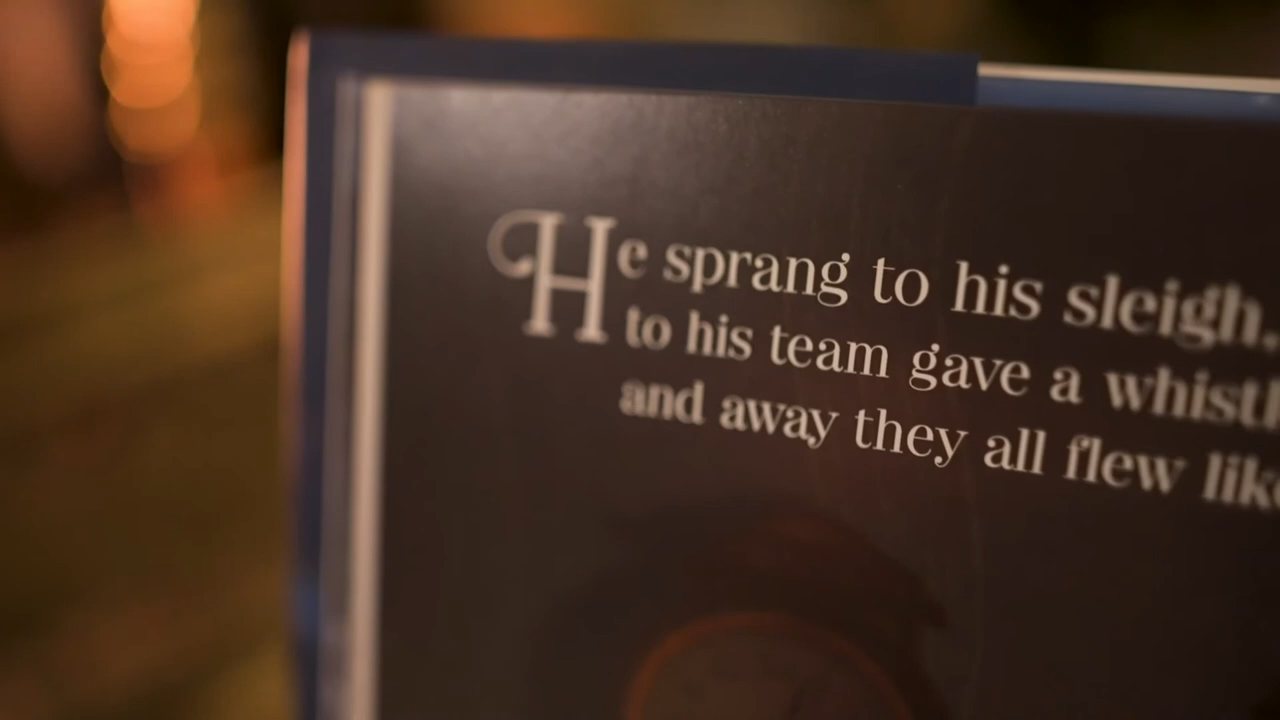 He sprang to his sleigh,
to his team gave a
and away they all flew